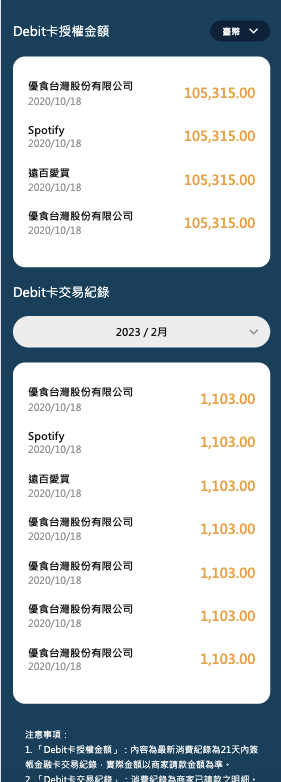 Debit卡授權金額
臺幣
優食台灣股份有限公司
105,315.00
2020/10/18
Spotify
105,315.00
2020/10/18
遠百愛買
105,315.00
2020/10/18
優食台灣股份有限公司
105,315.00
2020/10/18
Debit卡交易紀錄
2023 / 2月
優食台灣股份有限公司
1,103.00
2020/10/18
Spotify
1,103.00
2020/10/18
遠百愛買
1,103.00
2020/10/18
優食台灣股份有限公司
1,103.00
2020/10/18
優食台灣股份有限公司
1,103.00
2020/10/18
優食台灣股份有限公司
1,103.00
2020/10/18
優食台灣股份有限公司
1,103.00
2020/10/18
注意事項：
1.「Debit卡授權金額」：內容為最新消費紀錄為21天內簽
帳金融卡交易紀錄，實際金額以商家請款金額為準。
2.「Debit卡交易紀錄」：消費紀錄為商家已請款之明細。